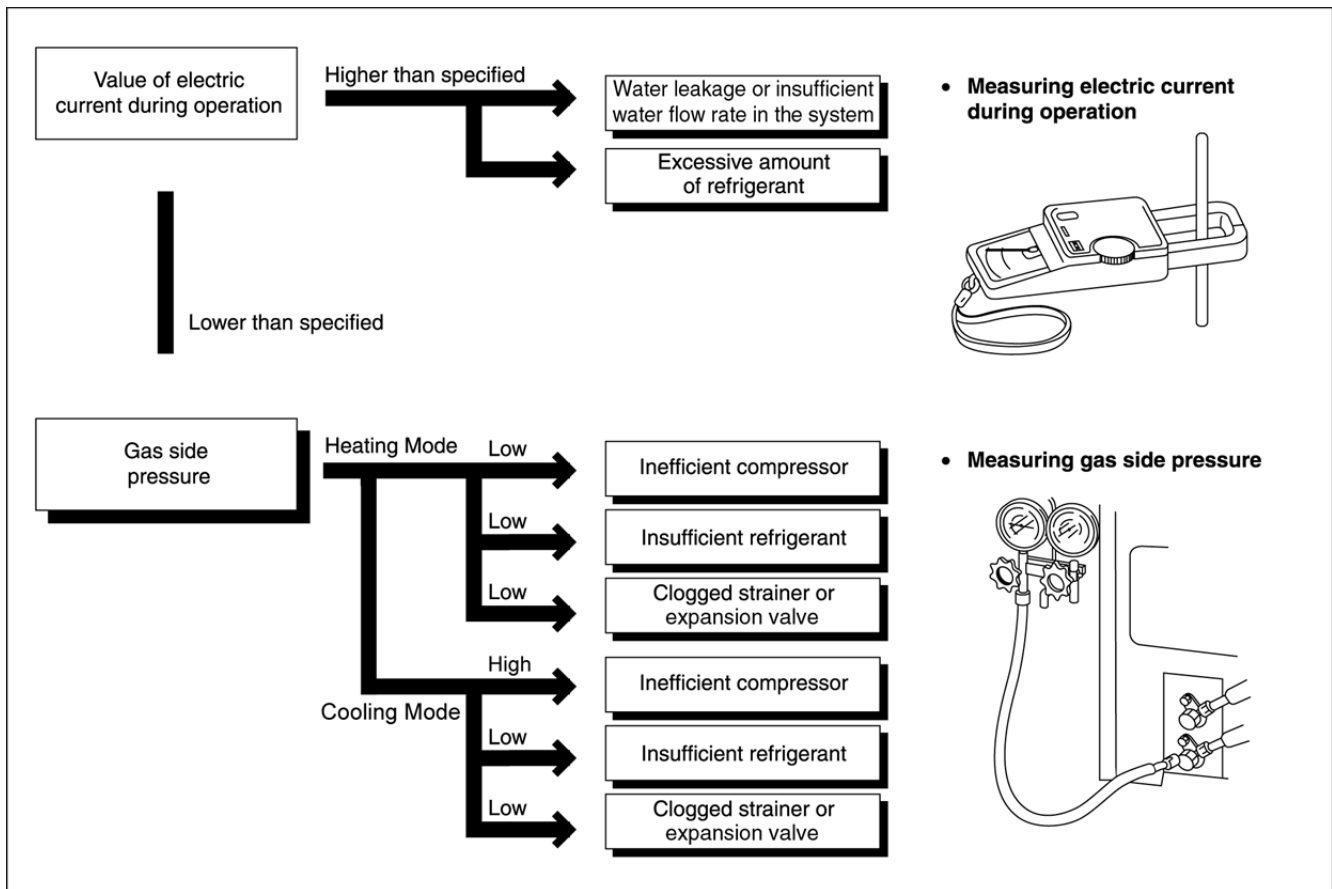 Value of electric
current during operation
Higher than specified
Water leakage or insufficient
water flow rate in the system
Excessive amount
of refrigerant
• Measuring electric current
during operation
Lower than specified
Gas side
pressure
Heating Mode
Low
Inefficient compressor
Low
Insufficient refrigerant
Low
Clogged strainer or
expansion valve
High
Inefficient compressor
Cooling Mode
Low
Insufficient refrigerant
Low
Clogged strainer or
expansion valve
• Measuring gas side pressure